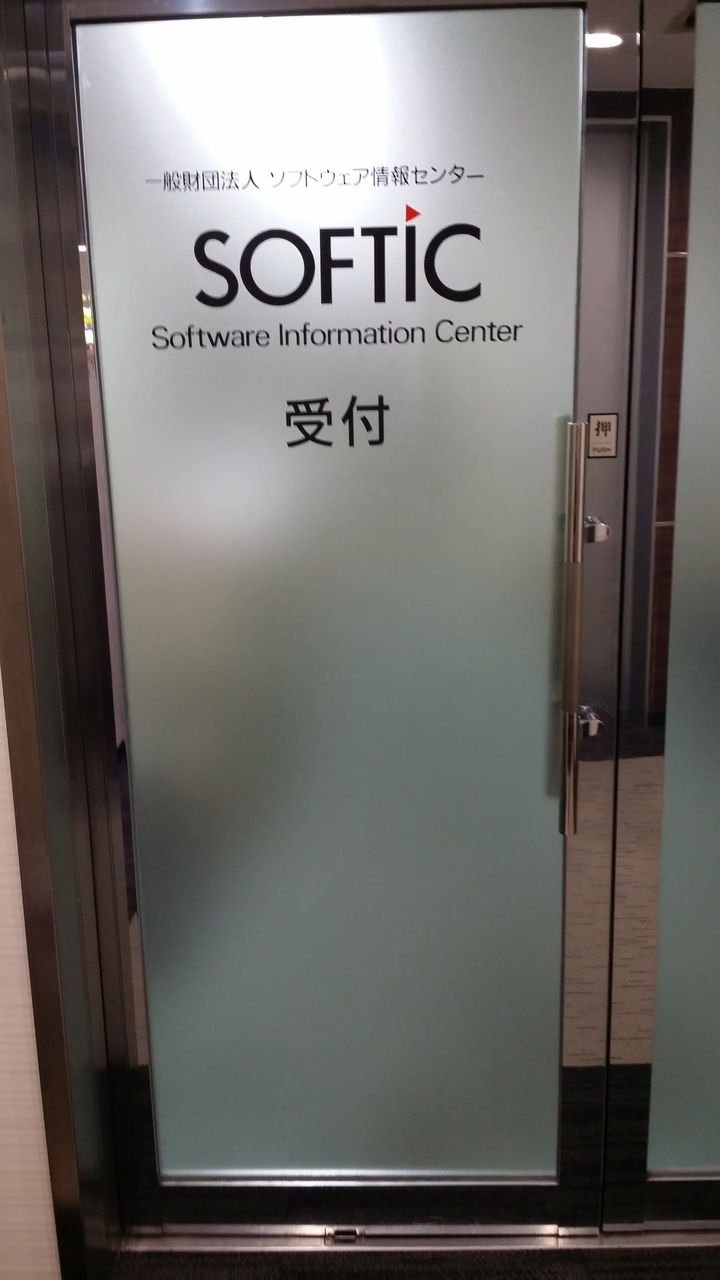 一般財団法人 ソフトウェア情報センター
SOFTIC
Software Information Center
受付
押
PUSH